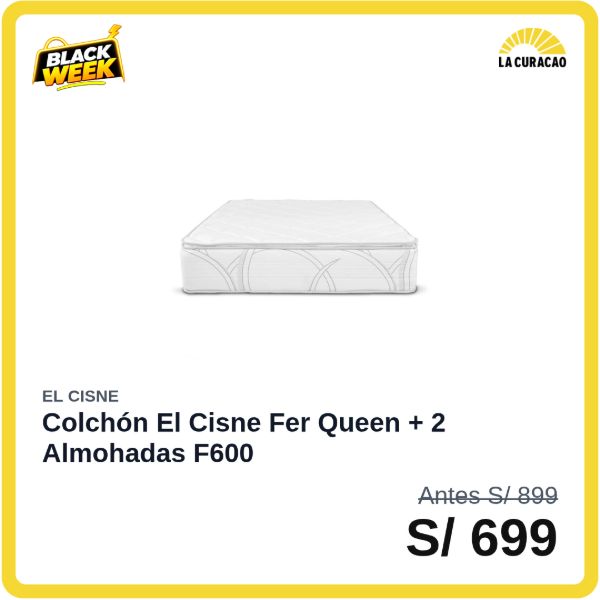 BLACK
WEEK
LA CURACAO
EL CISNE
Colchón El Cisne Fer Queen + 2
Almohadas F600
Antes S/ 899
S/ 699